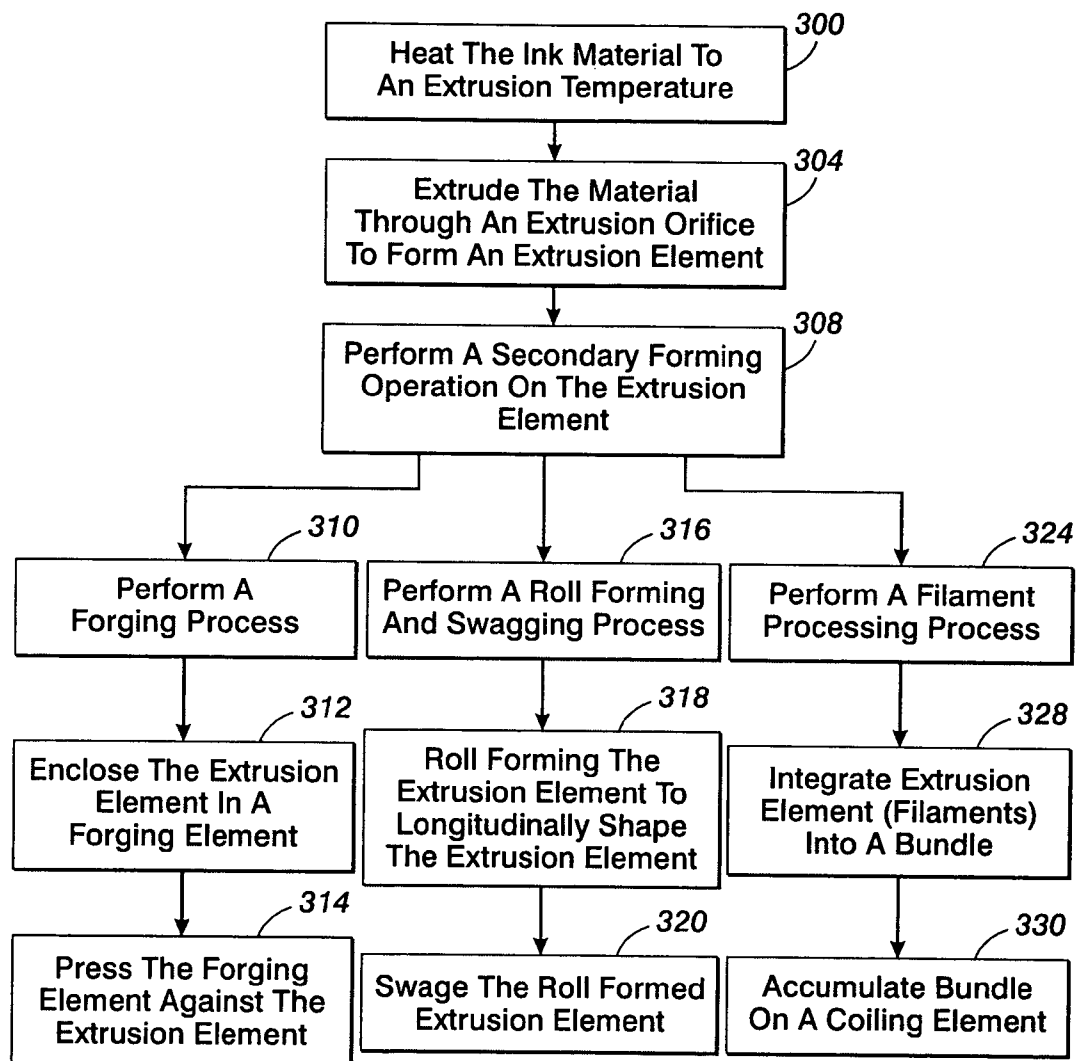 300
Heat The Ink Material To
An Extrusion Temperature
304
Extrude The Material
Through An Extrusion Orifice
To Form An Extrusion Element
308
Perform A Secondary Forming
Operation On The Extrusion
Element
310
Perform A
Forging Process
312
Enclose The Extrusion
Element In A
Forging Element
314
Press The Forging
Element Against The
Extrusion Element
316
Perform A Roll Forming
And Swagging Process
318
Roll Forming The
Extrusion Element To
Longitudinally Shape
The Extrusion Element
320
Swage The Roll Formed
Extrusion Element
324
Perform A Filament
Processing Process
328
Integrate Extrusion
Element (Filaments)
Into A Bundle
330
Accumulate Bundle
On A Coiling Element